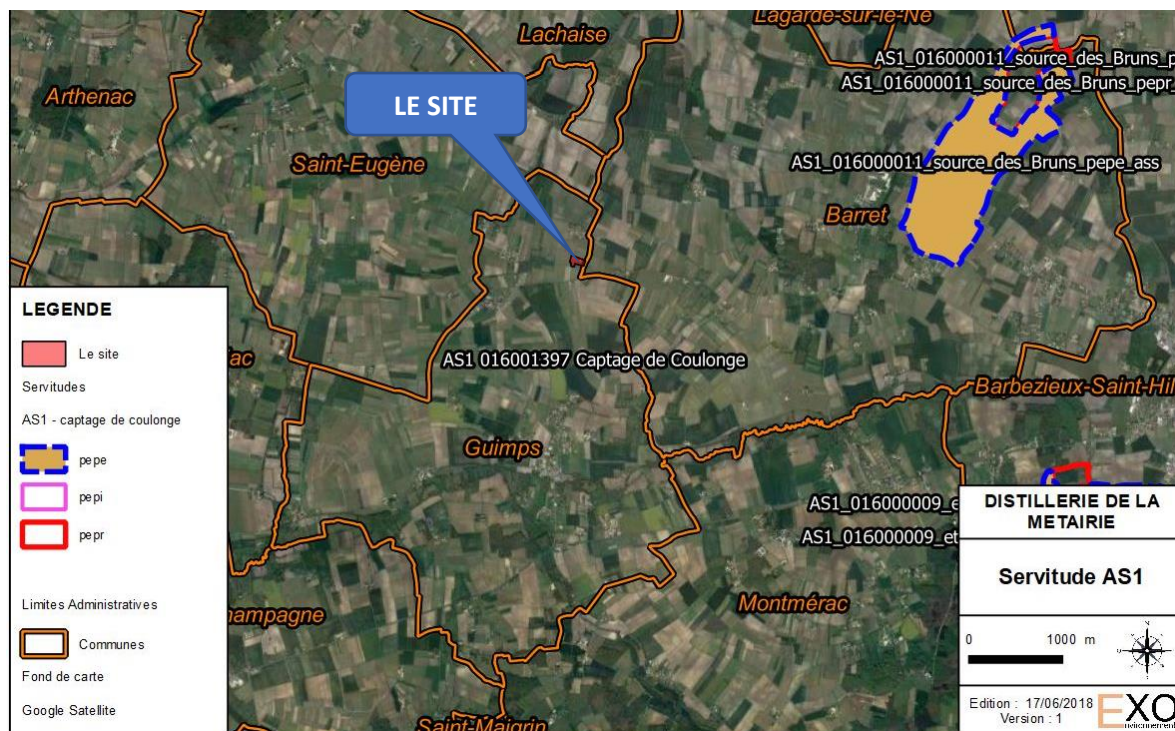 Lachaise
Lagarde-sur-le-Né
AS1_016000011_source_des_Bruns_p
AS1_016000011_source_des_Bruns_pepr_
Arthenac
LE SITE
Saint-Eugène
AS1_016000011_source_des_Bruns_pepe_ass
Barret
LEGENDE
Le site
Servitudes
AS1 - captage de coulonge
pepe
pepi
pepr
Limites Administratives
Communes
Fond de carte
Google Satellite
ac
AS1 016001397 Captage de Coulonge
Barbezieux-Saint-Hil
Guimps
AS1_016000009_e
AS1_016000009_et
hampagne
Montmérac
Saint-Maigrin
DISTILLERIE DE LA
METAIRIE
Servitude AS1
0 1000 m
Edition : 17/06/2018
Version : 1
EXO